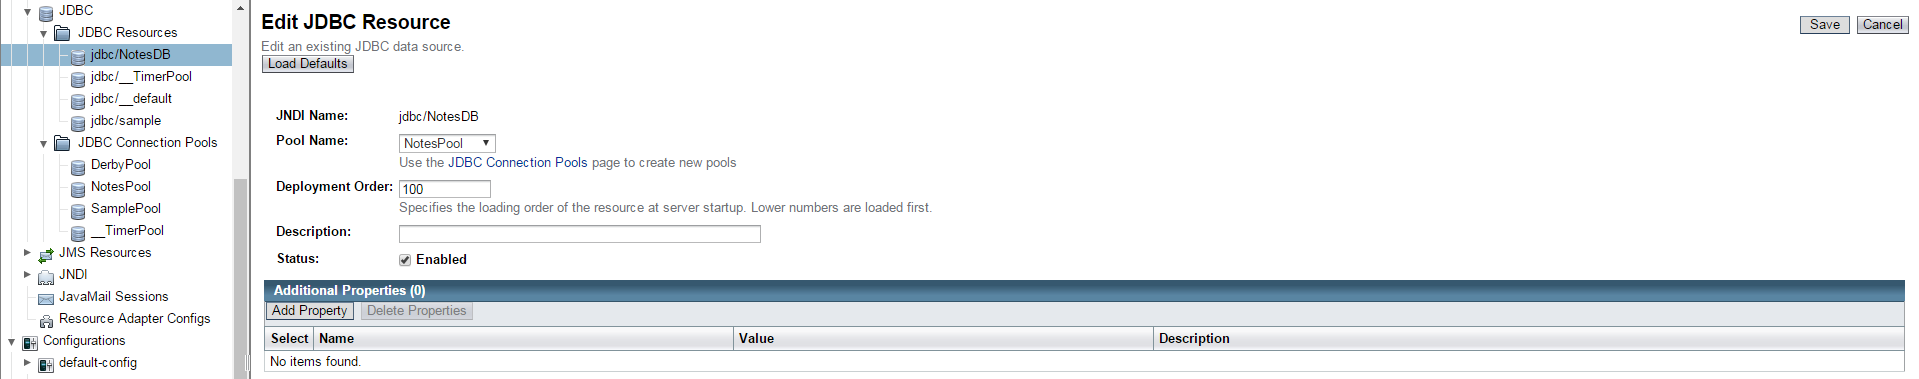 JDBC
JDBC Resources
jdbc/NotesDB
jdbc/__TimerPool
jdbc/__default
jdbc/sample
JDBC Connection Pools
DerbyPool
NotesPool
SamplePool
__TimerPool
JMS Resources
JNDI
JavaMail Sessions
Resource Adapter Configs
Configurations
default-config
Edit JDBC Resource
Save Cancel
Edit an existing JDBC data source.
Load Defaults
JNDI Name: jdbc/NotesDB
Pool Name: NotesPool
Use the JDBC Connection Pools page to create new pools
Deployment Order: 100
Specifies the loading order of the resource at server startup. Lower numbers are loaded first.
Description:
Status: Enabled
Additional Properties (0)
Add Property Delete Properties
Select Name Value Description
No items found.